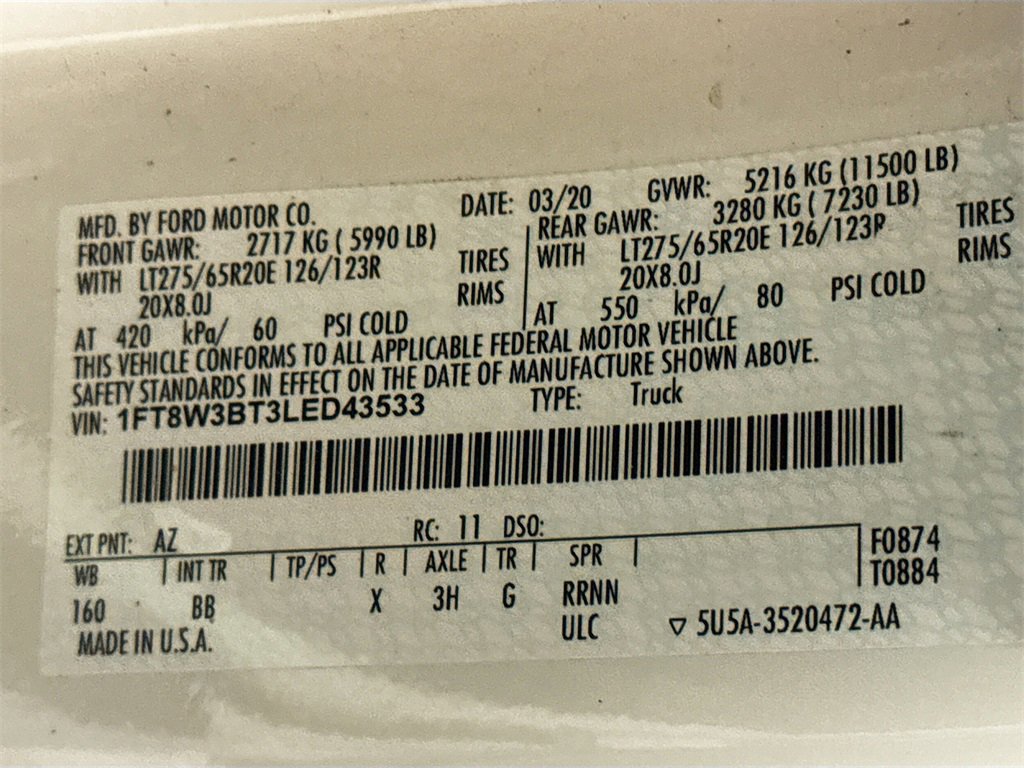 MFD. BY FORD MOTOR CO. DATE: 03/20 GVWR: 5216 KG (11500 LB)
FRONT GAWR: 2717 KG ( 5990 LB) REAR GAWR: 3280 KG ( 7230 LB)
WITH LT275/65R20E 126/123R TIRES WITH LT275/65R20E 126/123R TIRES
20X8.0J RIMS 20X8.0J RIMS
AT 420 kPa/ 60 PSI COLD AT 550 kPa/ 80 PSI COLD
THIS VEHICLE CONFORMS TO ALL APPLICABLE FEDERAL MOTOR VEHICLE
SAFETY STANDARDS IN EFFECT ON THE DATE OF MANUFACTURE SHOWN ABOVE.
VIN: 1FT8W3BT3LED43533 TYPE: Truck
EXT PNT: AZ RC: 11 DSO:
WB | INT TR | TP/PS | R | AXLE | TR | SPR | F0874
160 BB X 3H G RRNN T0884
MADE IN U.S.A. ULC ▽ 5U5A-3520472-AA